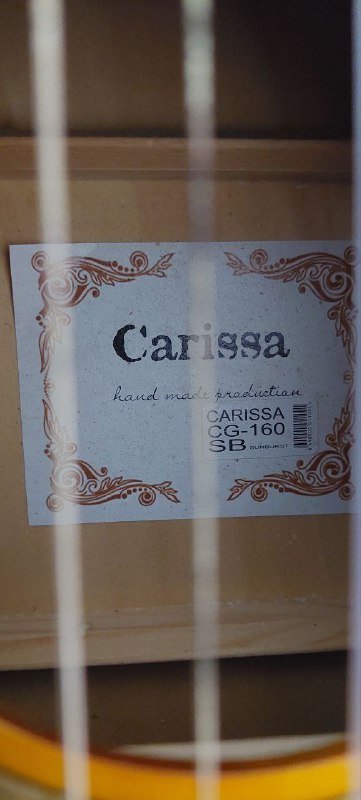 Carissa
hand made production
CARISSA
CG-160
SB SUNBURST